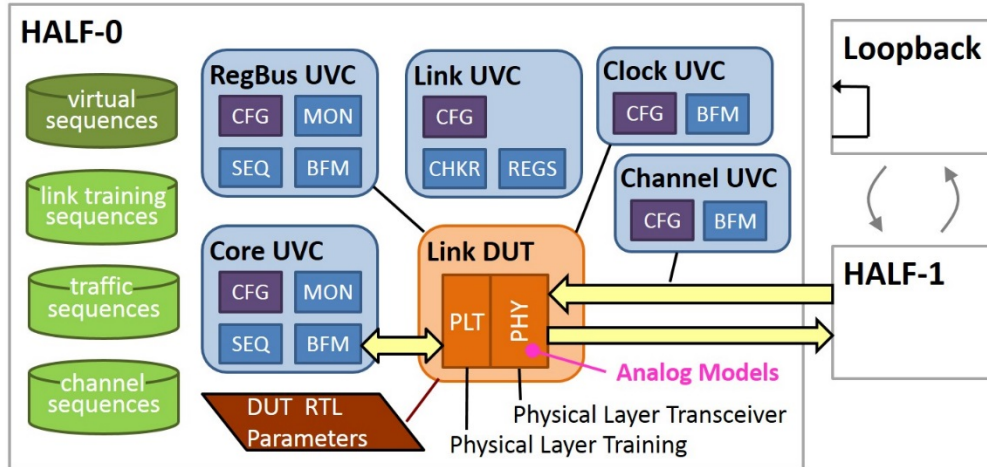 HALF-0
virtual
sequences
link training
sequences
traffic
sequences
channel
sequences
RegBus UVC
CFG
MON
SEQ
BFM
Link UVC
CFG
CHKR
REGS
Clock UVC
CFG
BFM
Channel UVC
CFG
BFM
Core UVC
CFG
MON
SEQ
BFM
Link DUT
PLT
PHY
Analog Models
Physical Layer Transceiver
Physical Layer Training
DUT RTL
Parameters
Loopback
HALF-1